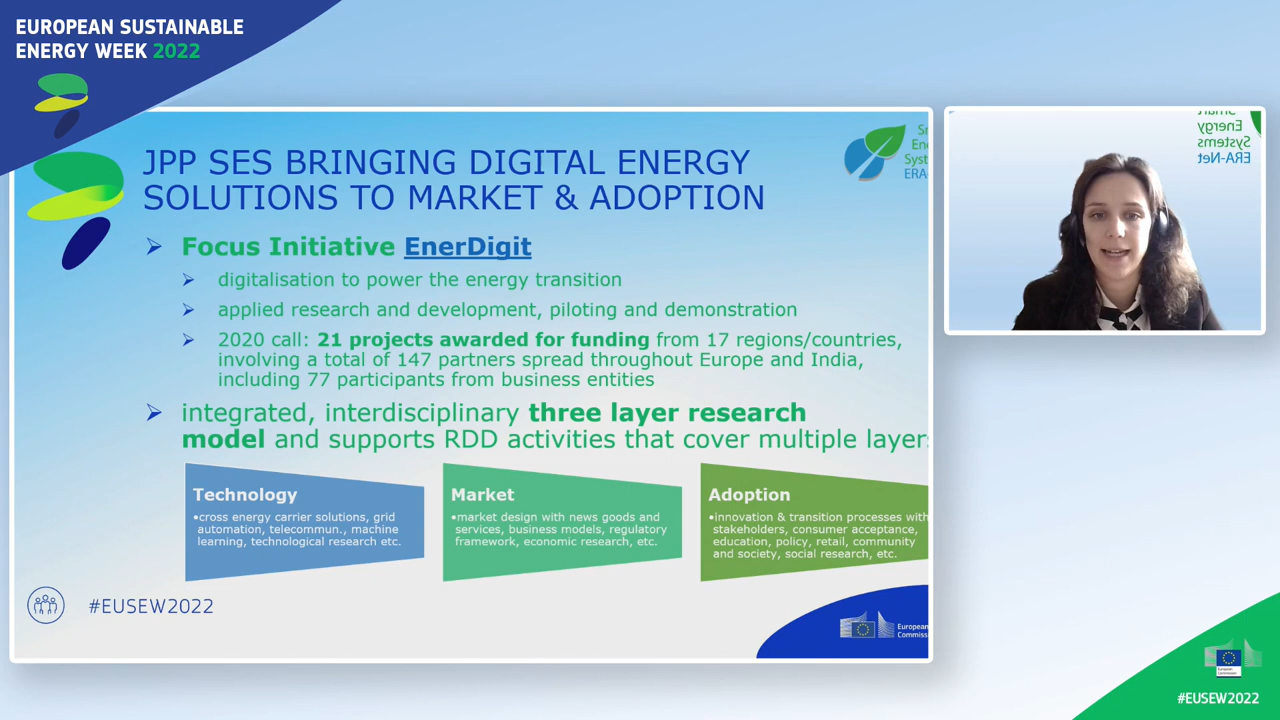 EUROPEAN SUSTAINABLE
ENERGY WEEK 2022
JPP SES BRINGING DIGITAL ENERGY
SOLUTIONS TO MARKET & ADOPTION
Focus Initiative EnerDigit
digitalisation to power the energy transition
applied research and development, piloting and demonstration
2020 call: 21 projects awarded for funding from 17 regions/countries,
involving a total of 147 partners spread throughout Europe and India,
including 77 participants from business entities
integrated, interdisciplinary three layer research
model and supports RDD activities that cover multiple layer
Technology
•cross energy carrier solutions, grid
automation, telecommun., machine
learning, technological research etc.
Market
•market design with news goods and
services, business models, regulatory
framework, economic research, etc.
Adoption
•innovation & transition processes with
stakeholders, consumer acceptance,
education, policy, retail, community
and society, social research, etc.
#EUSEW2022
European
Commis
Energy
Systems
ERA-Net
European
Commission
#EUSEW2022